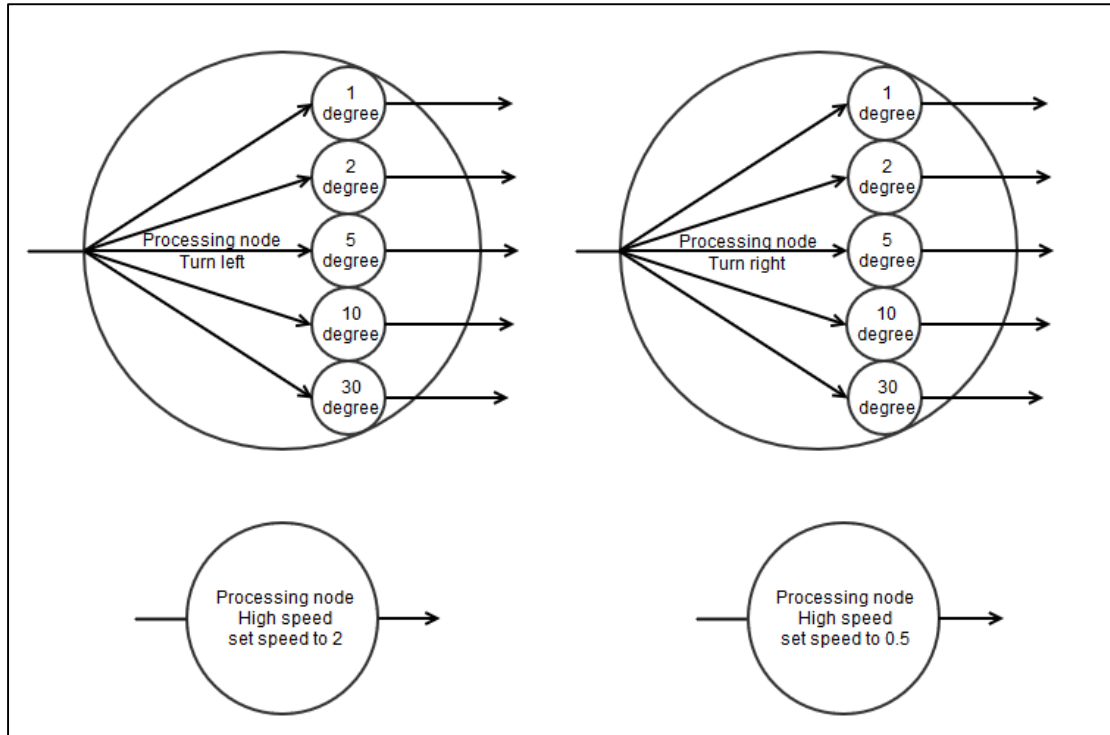 1
degree
2
degree
Processing node
Turn left
5
degree
10
degree
30
degree
1
degree
2
degree
Processing node
Turn right
5
degree
10
degree
30
degree
Processing node
High speed
set speed to 2
Processing node
High speed
set speed to 0.5